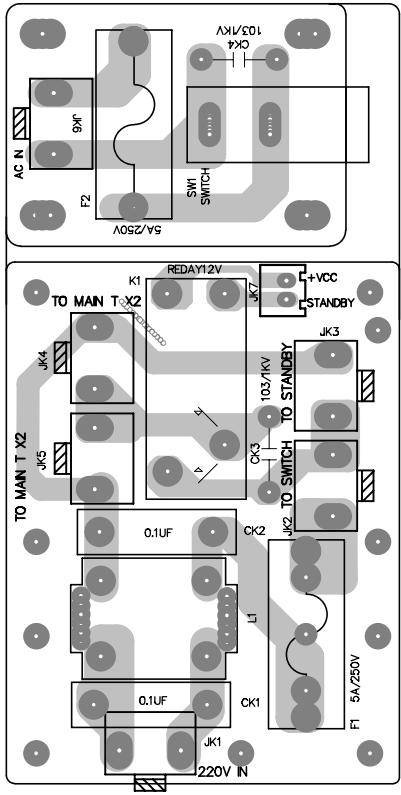 103/1KV
CK4
JK6
AC IN
SW1
SWITCH
F2
5A/250V
K1
REDAY12V
+VCC
JK7
STANDBY
TO MAIN T X2
JK3
JK4
103/1KV
TO STANDBY
JK5
CK3
TO SWITCH
TO MAIN T X2
JK2
0.1UF
CK2
L1
0.1UF
CK1
5A/250V
F1
JK1
220V IN